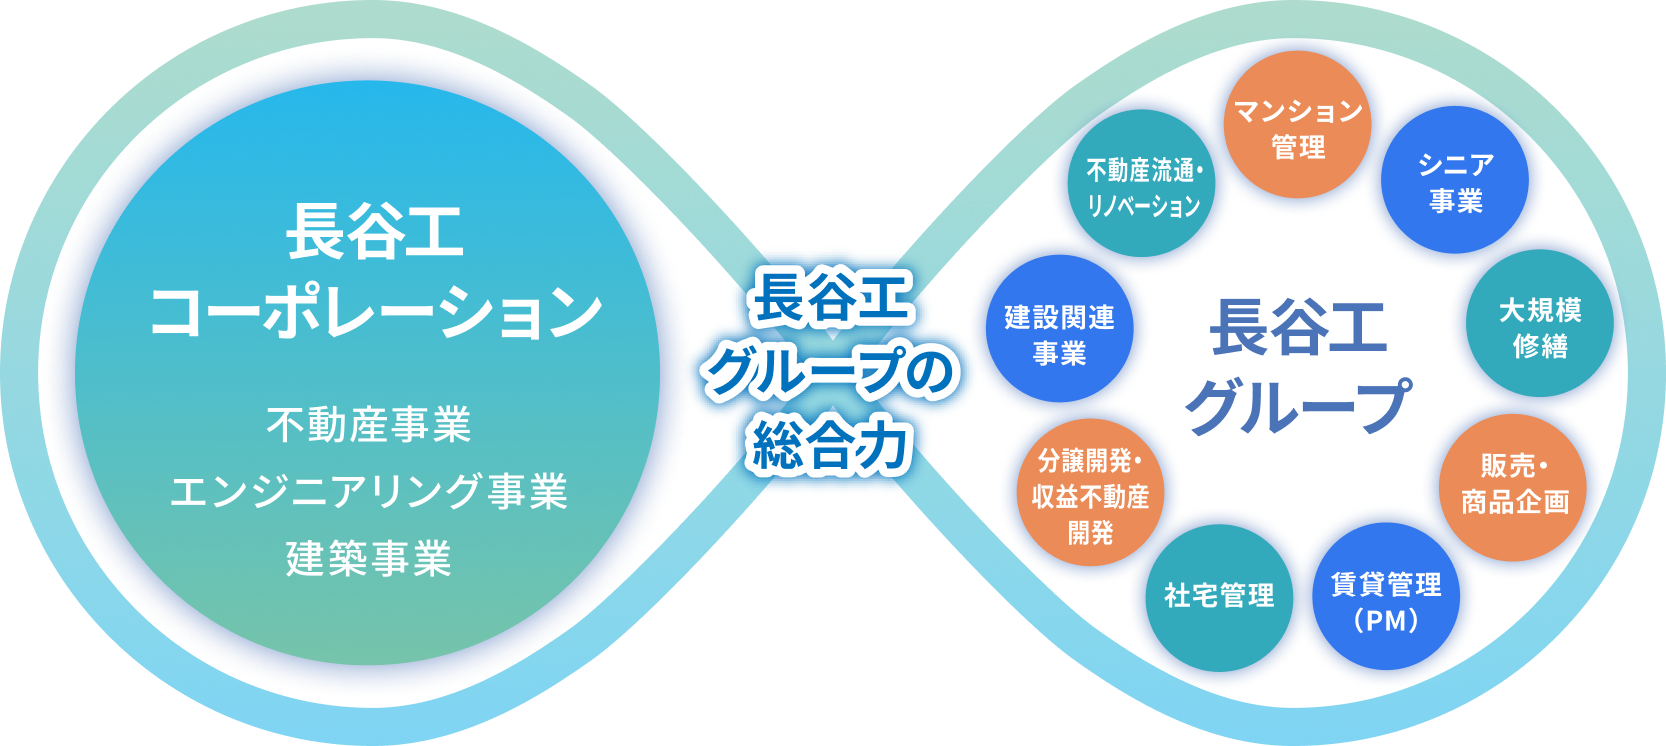 長谷工
コーポレーション
不動産事業
エンジニアリング事業
建築事業
長谷工
グループの
総合力
長谷工
グループ
マンション
管理
シニア
事業
大規模
修繕
販売・
商品企画
賃貸管理
（PM）
社宅管理
分譲開発・
収益不動産
開発
建設関連
事業
不動産流通・
リノベーション